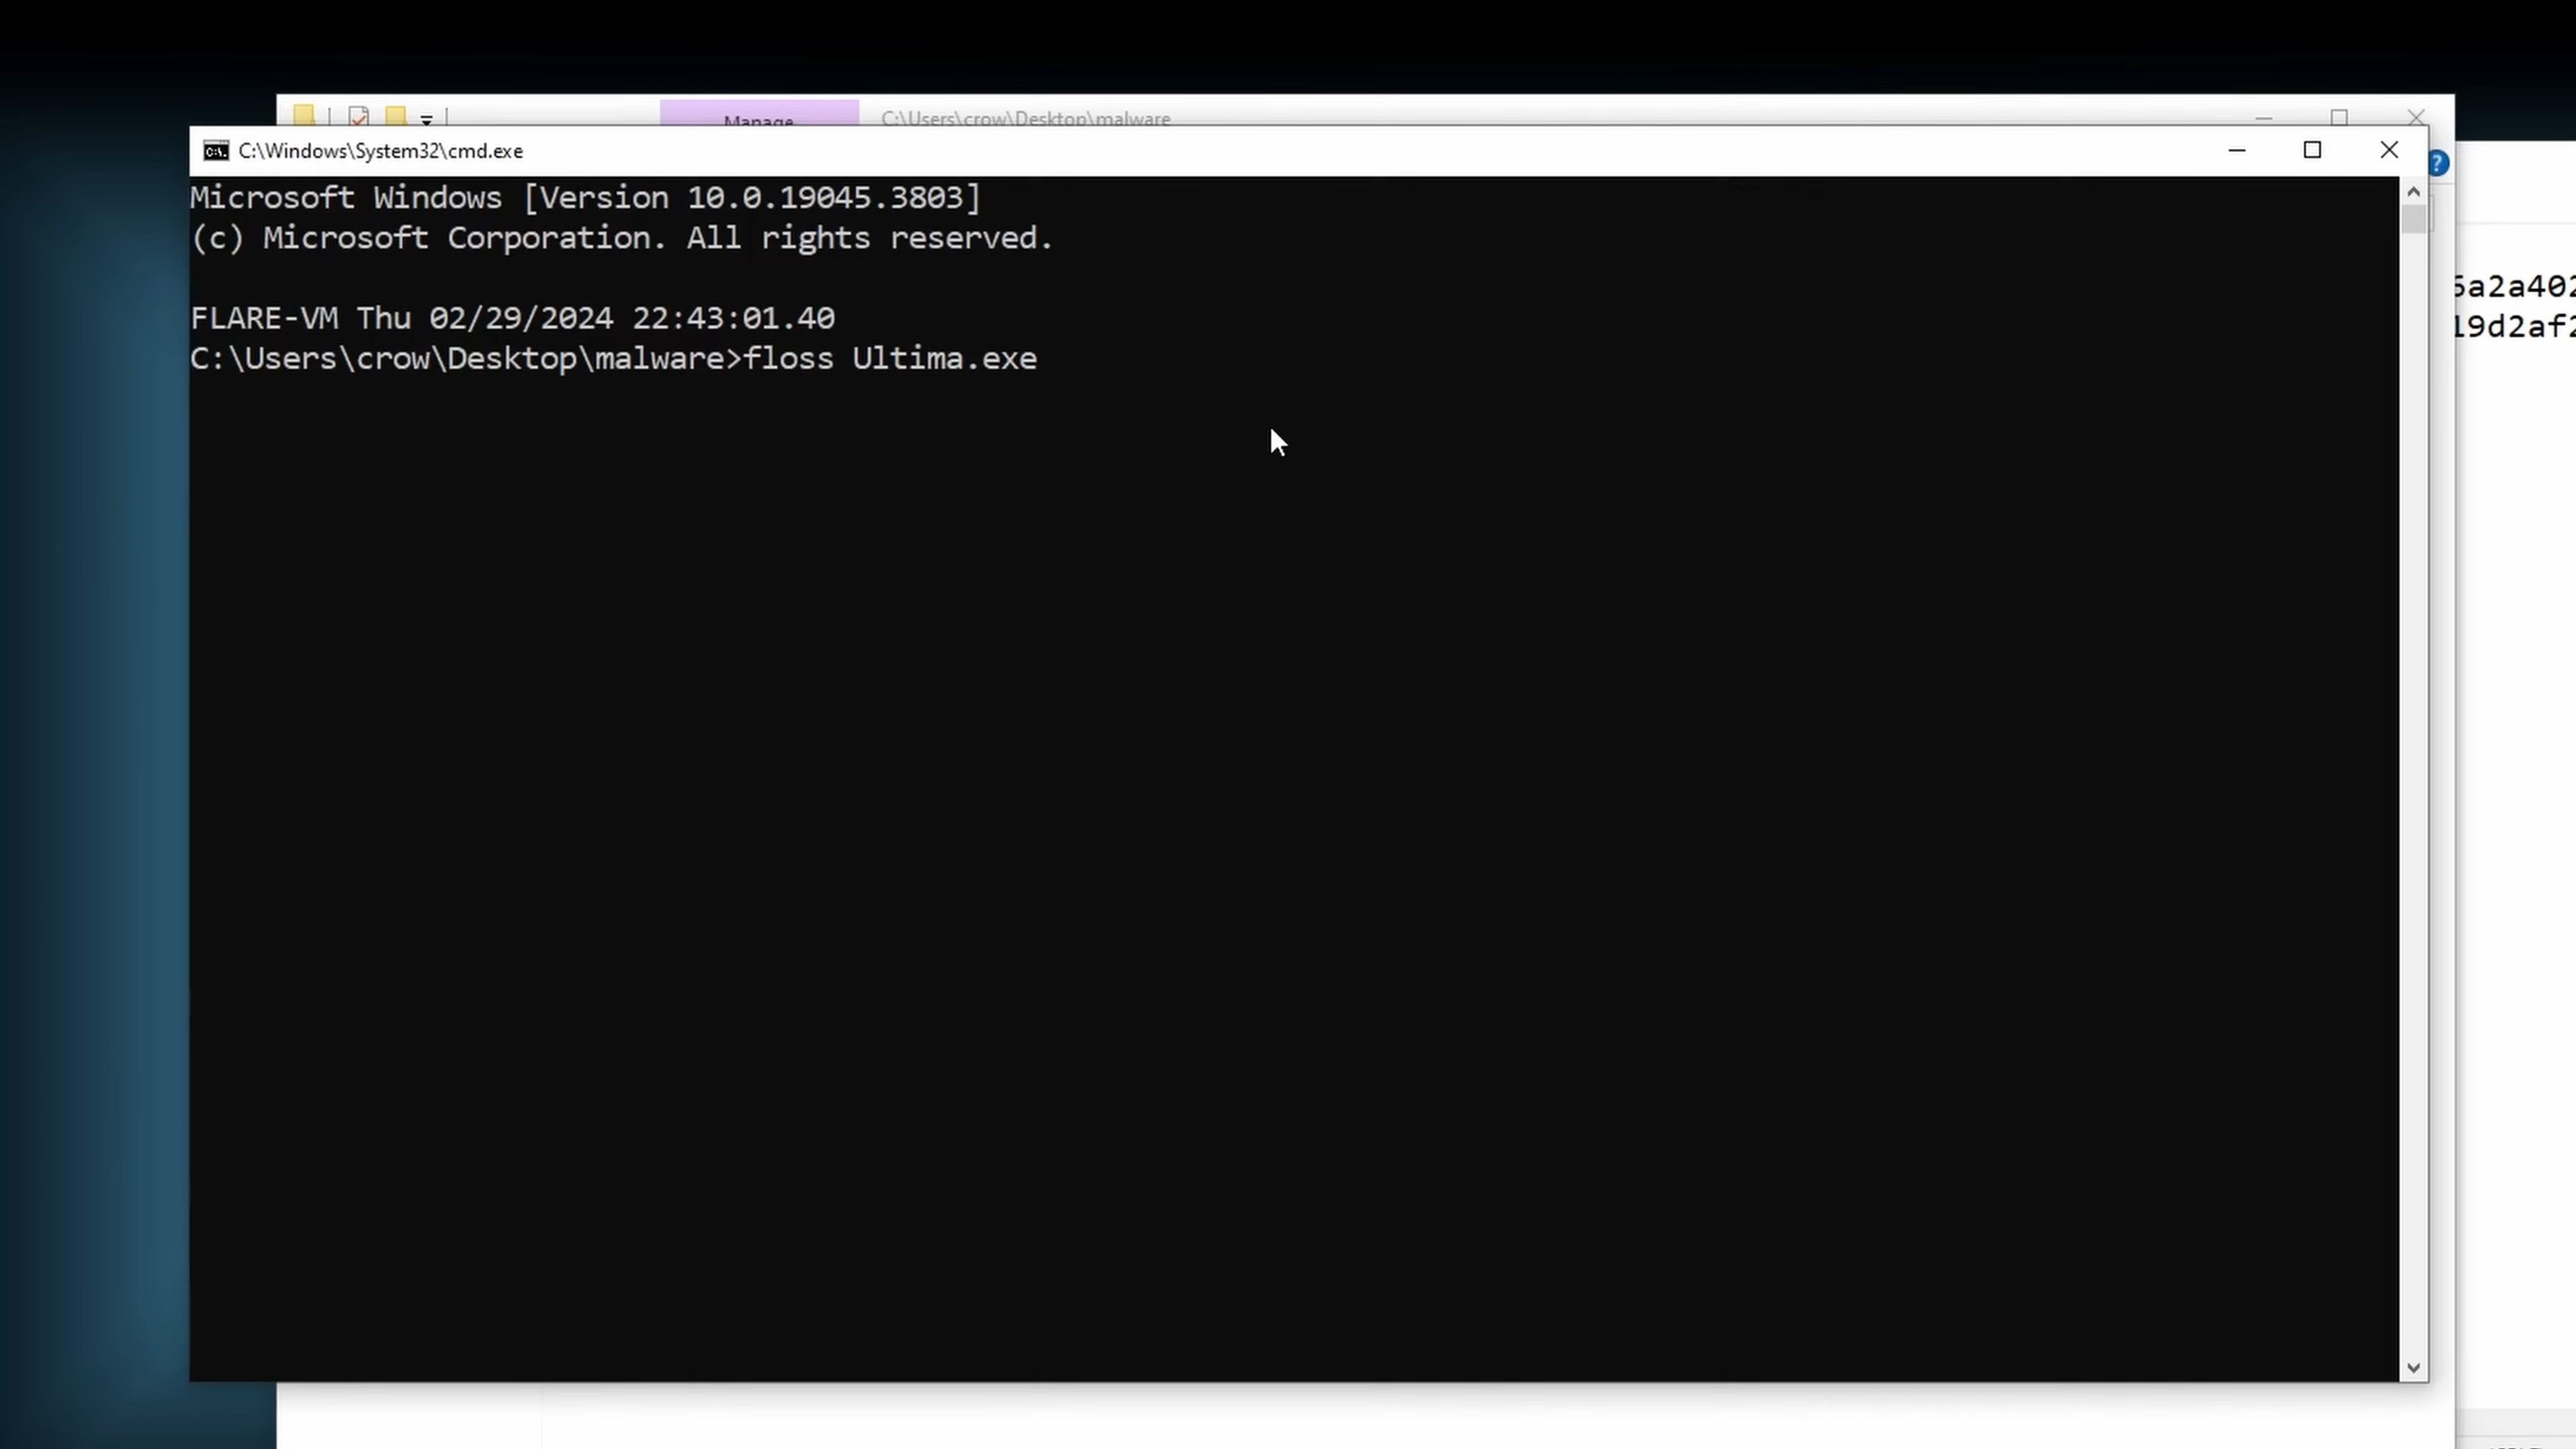 Manage
C:\Users\crow\Desktop\malware
C:\Windows\System32\cmd.exe
Microsoft Windows [Version 10.0.19045.3803]
(c) Microsoft Corporation. All rights reserved.
FLARE-VM Thu 02/29/2024 22:43:01.40
C:\Users\crow\Desktop\malware>floss Ultima.exe
6a2a402
19d2af2